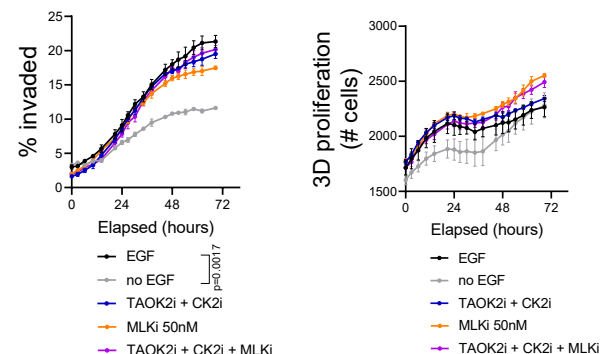 % invaded
25
20
15
10
5
0
0
24
48
72
Elapsed (hours)
EGF
no EGF
p=0.0017
TAOK2i + CK2i
MLKi 50nM
TAOK2i + CK2i + MLKi
3D proliferation
(# cells)
3000
2500
2000
1500
0
24
48
72
Elapsed (hours)
EGF
no EGF
TAOK2i + CK2i
MLKi 50nM
TAOK2i + CK2i + MLKi